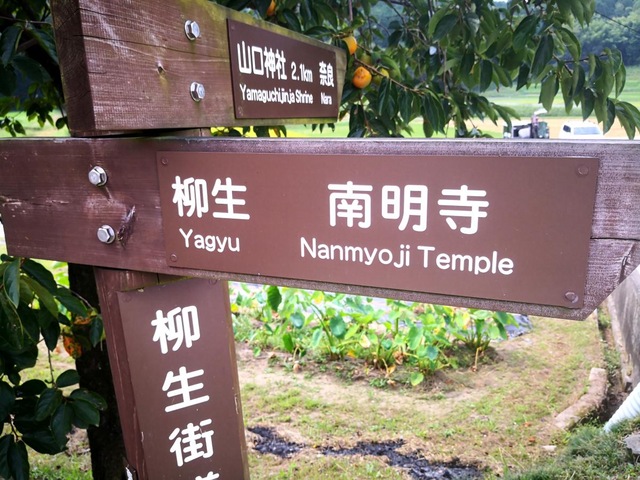 山口神社 2.1km 奈良
Yamaguchijinja Shrine Nara
柳生 南明寺
Yagyu Nanmyoji Temple
柳生街